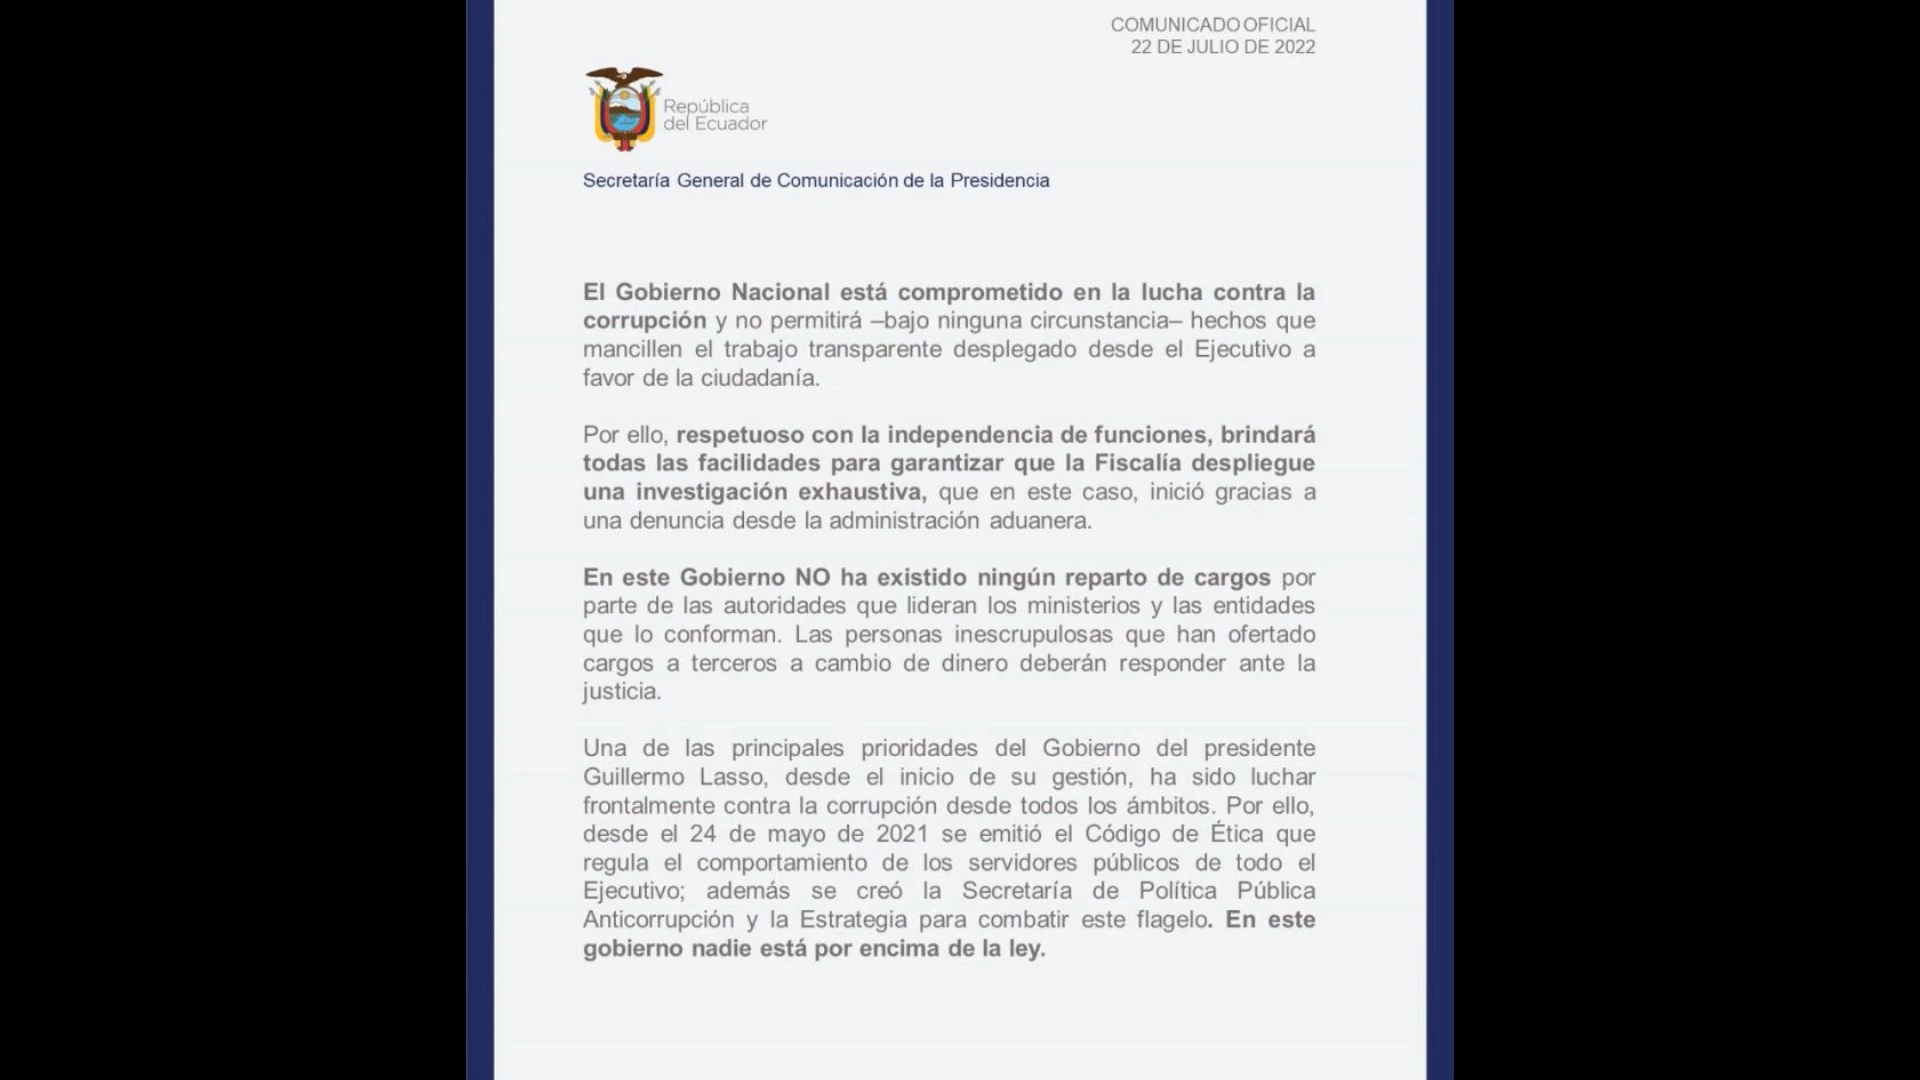 COMUNICADO OFICIAL
22 DE JULIO DE 2022
República
del Ecuador
Secretaría General de Comunicación de la Presidencia
El Gobierno Nacional está comprometido en la lucha contra la
corrupción y no permitirá –bajo ninguna circunstancia– hechos que
mancillen el trabajo transparente desplegado desde el Ejecutivo a
favor de la ciudadanía.
Por ello, respetuoso con la independencia de funciones, brindará
todas las facilidades para garantizar que la Fiscalía despliegue
una investigación exhaustiva, que en este caso, inició gracias a
una denuncia desde la administración aduanera.
En este Gobierno NO ha existido ningún reparto de cargos por
parte de las autoridades que lideran los ministerios y las entidades
que lo conforman. Las personas inescrupulosas que han ofertado
cargos a terceros a cambio de dinero deberán responder ante la
justicia.
Una de las principales prioridades del Gobierno del presidente
Guillermo Lasso, desde el inicio de su gestión, ha sido luchar
frontalmente contra la corrupción desde todos los ámbitos. Por ello,
desde el 24 de mayo de 2021 se emitió el Código de Ética que
regula el comportamiento de los servidores públicos de todo el
Ejecutivo; además se creó la Secretaría de Política Pública
Anticorrupción y la Estrategia para combatir este flagelo. En este
gobierno nadie está por encima de la ley.